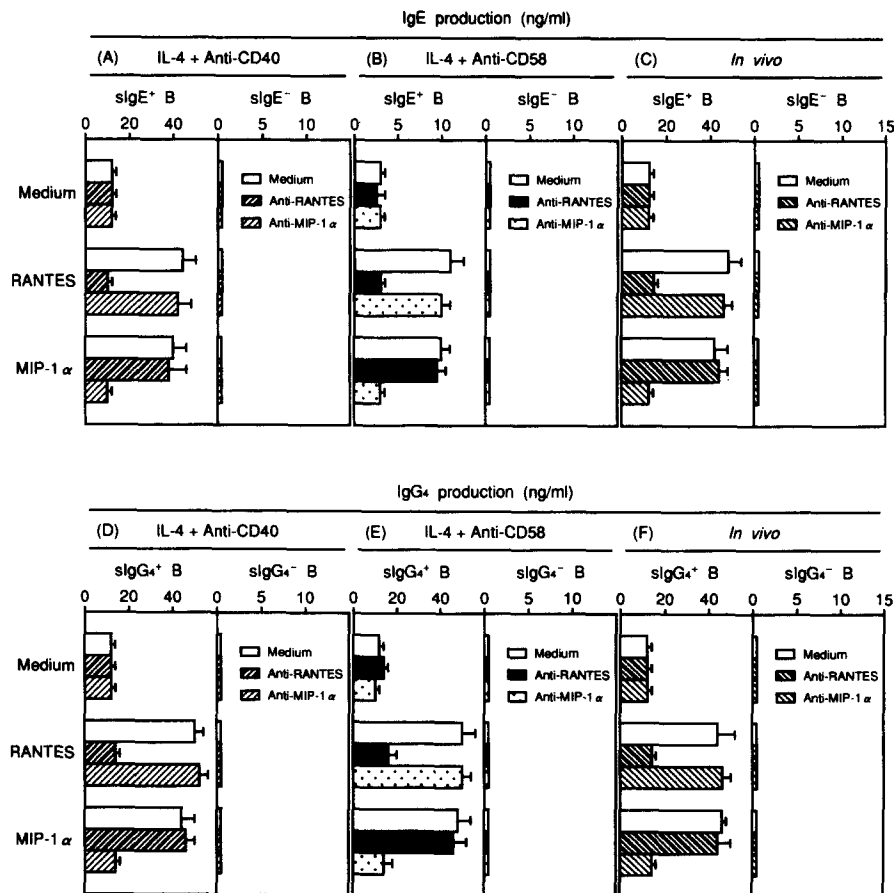 IgE production (ng/ml)
(A) IL-4 + Anti-CD40 (B) IL-4 + Anti-CD58 (C) In vivo
sIgE+ B sIgE− B sIgE+ B sIgE− B sIgE+ B sIgE− B
0 20 40 0 5 10 0 5 10 0 5 10 0 20 40 0 5 10 15
Medium
RANTES
MIP-1 α
Medium
Anti-RANTES
Anti-MIP-1 α
Medium
Anti-RANTES
Anti-MIP-1 α
Medium
Anti-RANTES
Anti-MIP-1 α
IgG4 production (ng/ml)
(D) IL-4 + Anti-CD40 (E) IL-4 + Anti-CD58 (F) In vivo
sIgG4+ B sIgG4− B sIgG4+ B sIgG4− B sIgG4+ B sIgG4− B
0 20 40 0 5 10 0 20 40 0 5 10 0 20 40 0 5 10 15
Medium
RANTES
MIP-1 α
Medium
Anti-RANTES
Anti-MIP-1 α
Medium
Anti-RANTES
Anti-MIP-1 α
Medium
Anti-RANTES
Anti-MIP-1 α